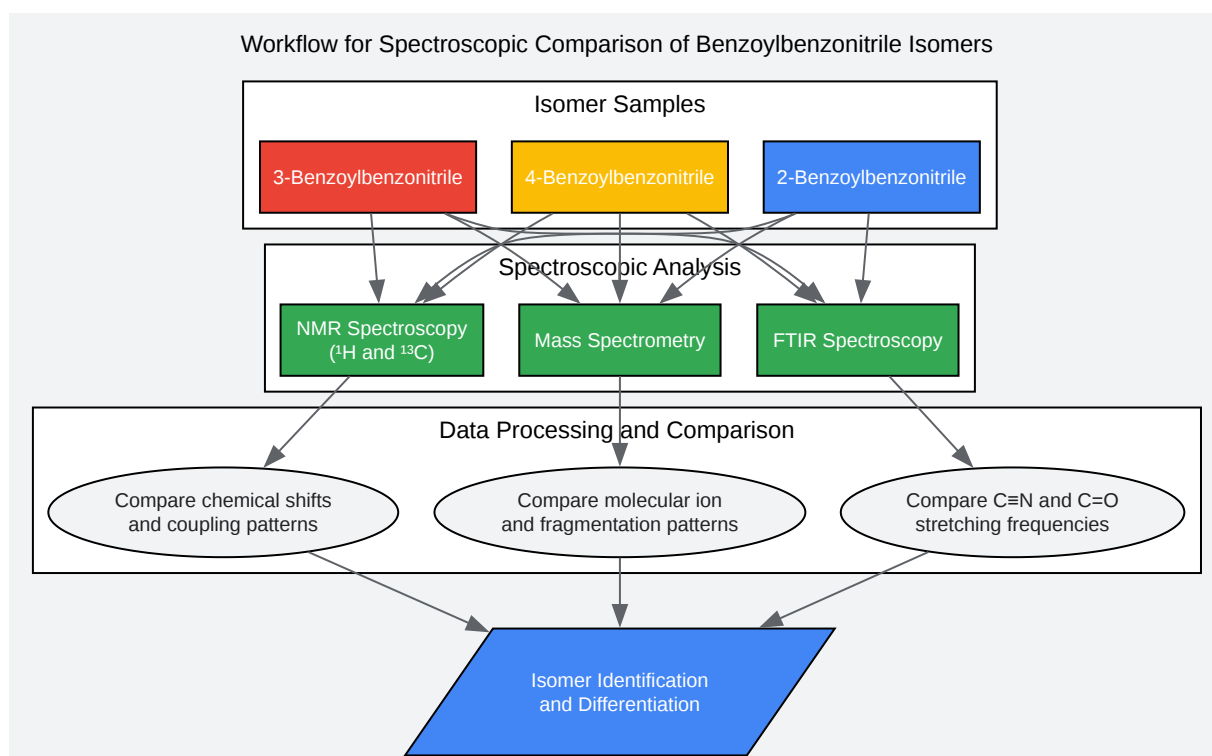 Workflow for Spectroscopic Comparison of Benzoylbenzonitrile Isomers
Isomer Samples
3-Benzoylbenzonitrile
4-Benzoylbenzonitrile
2-Benzoylbenzonitrile
Spectroscopic Analysis
NMR Spectroscopy
(¹H and ¹³C)
Mass Spectrometry
FTIR Spectroscopy
Data Processing and Comparison
Compare chemical shifts
and coupling patterns
Compare molecular ion
and fragmentation patterns
Compare C≡N and C=O
stretching frequencies
Isomer Identification
and Differentiation